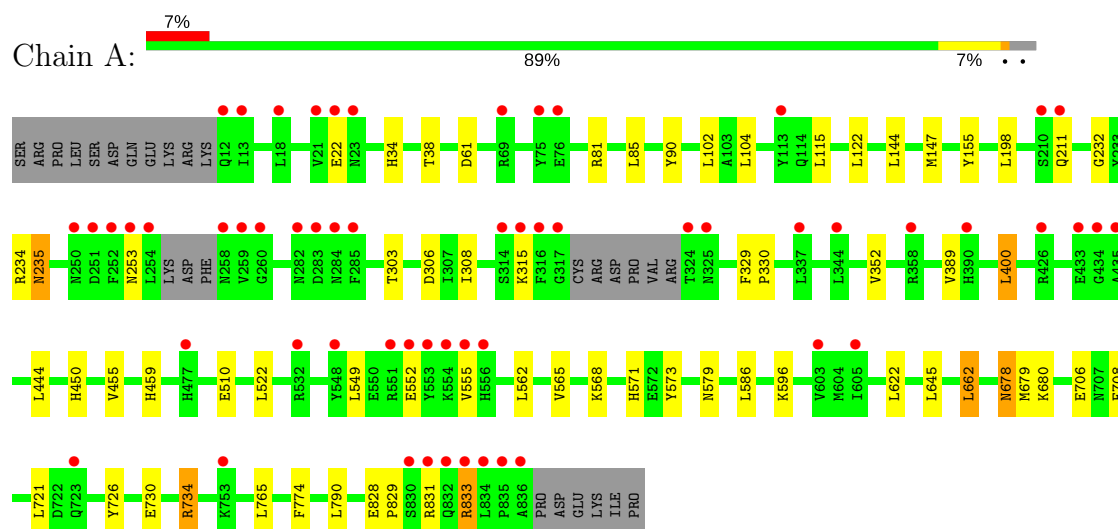 7%
Chain A:
89% 7% • •
SER ARG PRO LEU SER ASP GLN GLU LYS ARG LYS Q12 I13 L18 V21 E22 N23 H34 T38 D61 R69 Y75 E76 R81 L85 Y90 L102 A103 L104 Y113 Q114 L115 L122 L144 M147 Y155 L198 S210 Q211 G232 Y233
R234 N235 N250 D251 F252 N253 L254 LYS ASP PHE N258 V259 G260 N282 D283 N284 F285 T303 D306 I307 I308 S314 K315 F316 G317 CYS ARG ASP PRO VAL ARG T324 N325 F329 P330 L337 L344 V352 R358 V389 H390 L400 R426 E433 G434 A435
L444 H450 V455 H459 H477 E510 L522 R532 Y548 L549 E550 R551 E552 Y553 K554 V555 H556 L562 V565 K568 H571 E572 Y573 N579 L586 K596 V603 M604 I605 L622 L645 L662 N678 M679 K680 E706 N707 F708
L721 D722 Q723 Y726 E730 R734 K753 L765 F774 L790 E828 P829 S830 R831 Q832 R833 L834 P835 A836 PRO ASP GLU LYS ILE PRO